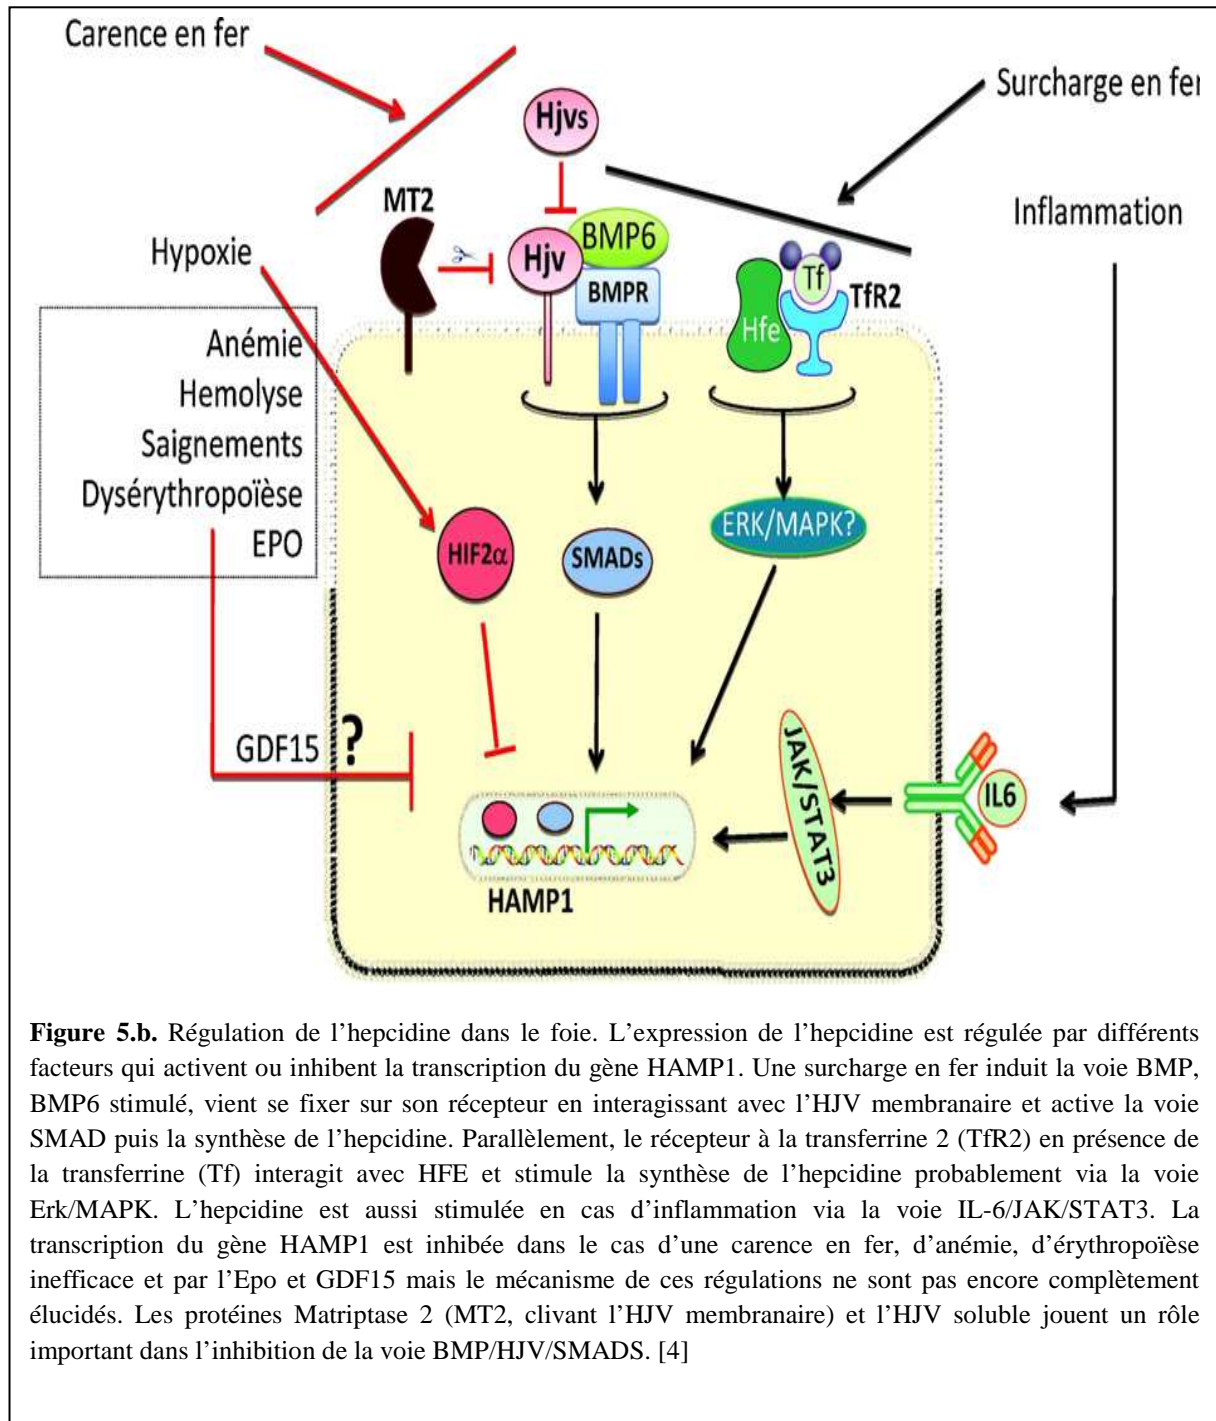 Carence en fer
Surcharge en fer
Hjvs
Inflammation
MT2
BMP6
Hjv
BMPR
Hypoxie
Tf
TfR2
Hfe
Anémie
Hemolyse
Saignements
Dysérythropoïèse
EPO
HIF2α
SMADs
ERK/MAPK?
GDF15 ?
JAK/STAT3
IL6
HAMP1
Figure 5.b. Régulation de l’hepcidine dans le foie. L’expression de l’hepcidine est régulée par différents
facteurs qui activent ou inhibent la transcription du gène HAMP1. Une surcharge en fer induit la voie BMP,
BMP6 stimulé, vient se fixer sur son récepteur en interagissant avec l’HJV membranaire et active la voie
SMAD puis la synthèse de l’hepcidine. Parallèlement, le récepteur à la transferrine 2 (TfR2) en présence de
la transferrine (Tf) interagit avec HFE et stimule la synthèse de l’hepcidine probablement via la voie
Erk/MAPK. L’hepcidine est aussi stimulée en cas d’inflammation via la voie IL-6/JAK/STAT3. La
transcription du gène HAMP1 est inhibée dans le cas d’une carence en fer, d’anémie, d’érythropoïèse
inefficace et par l’Epo et GDF15 mais le mécanisme de ces régulations ne sont pas encore complètement
élucidés. Les protéines Matriptase 2 (MT2, clivant l’HJV membranaire) et l’HJV soluble jouent un rôle
important dans l’inhibition de la voie BMP/HJV/SMADS. [4]